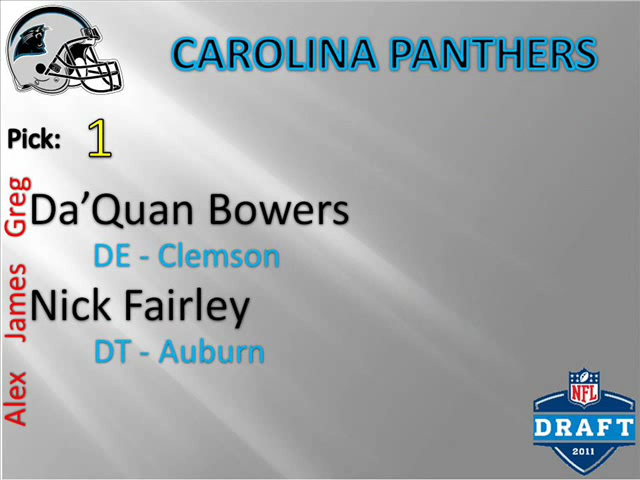 CAROLINA PANTHERS
Pick: 1
Greg
Da'Quan Bowers
DE - Clemson
James
Nick Fairley
DT - Auburn
Alex
NFL
DRAFT
2011